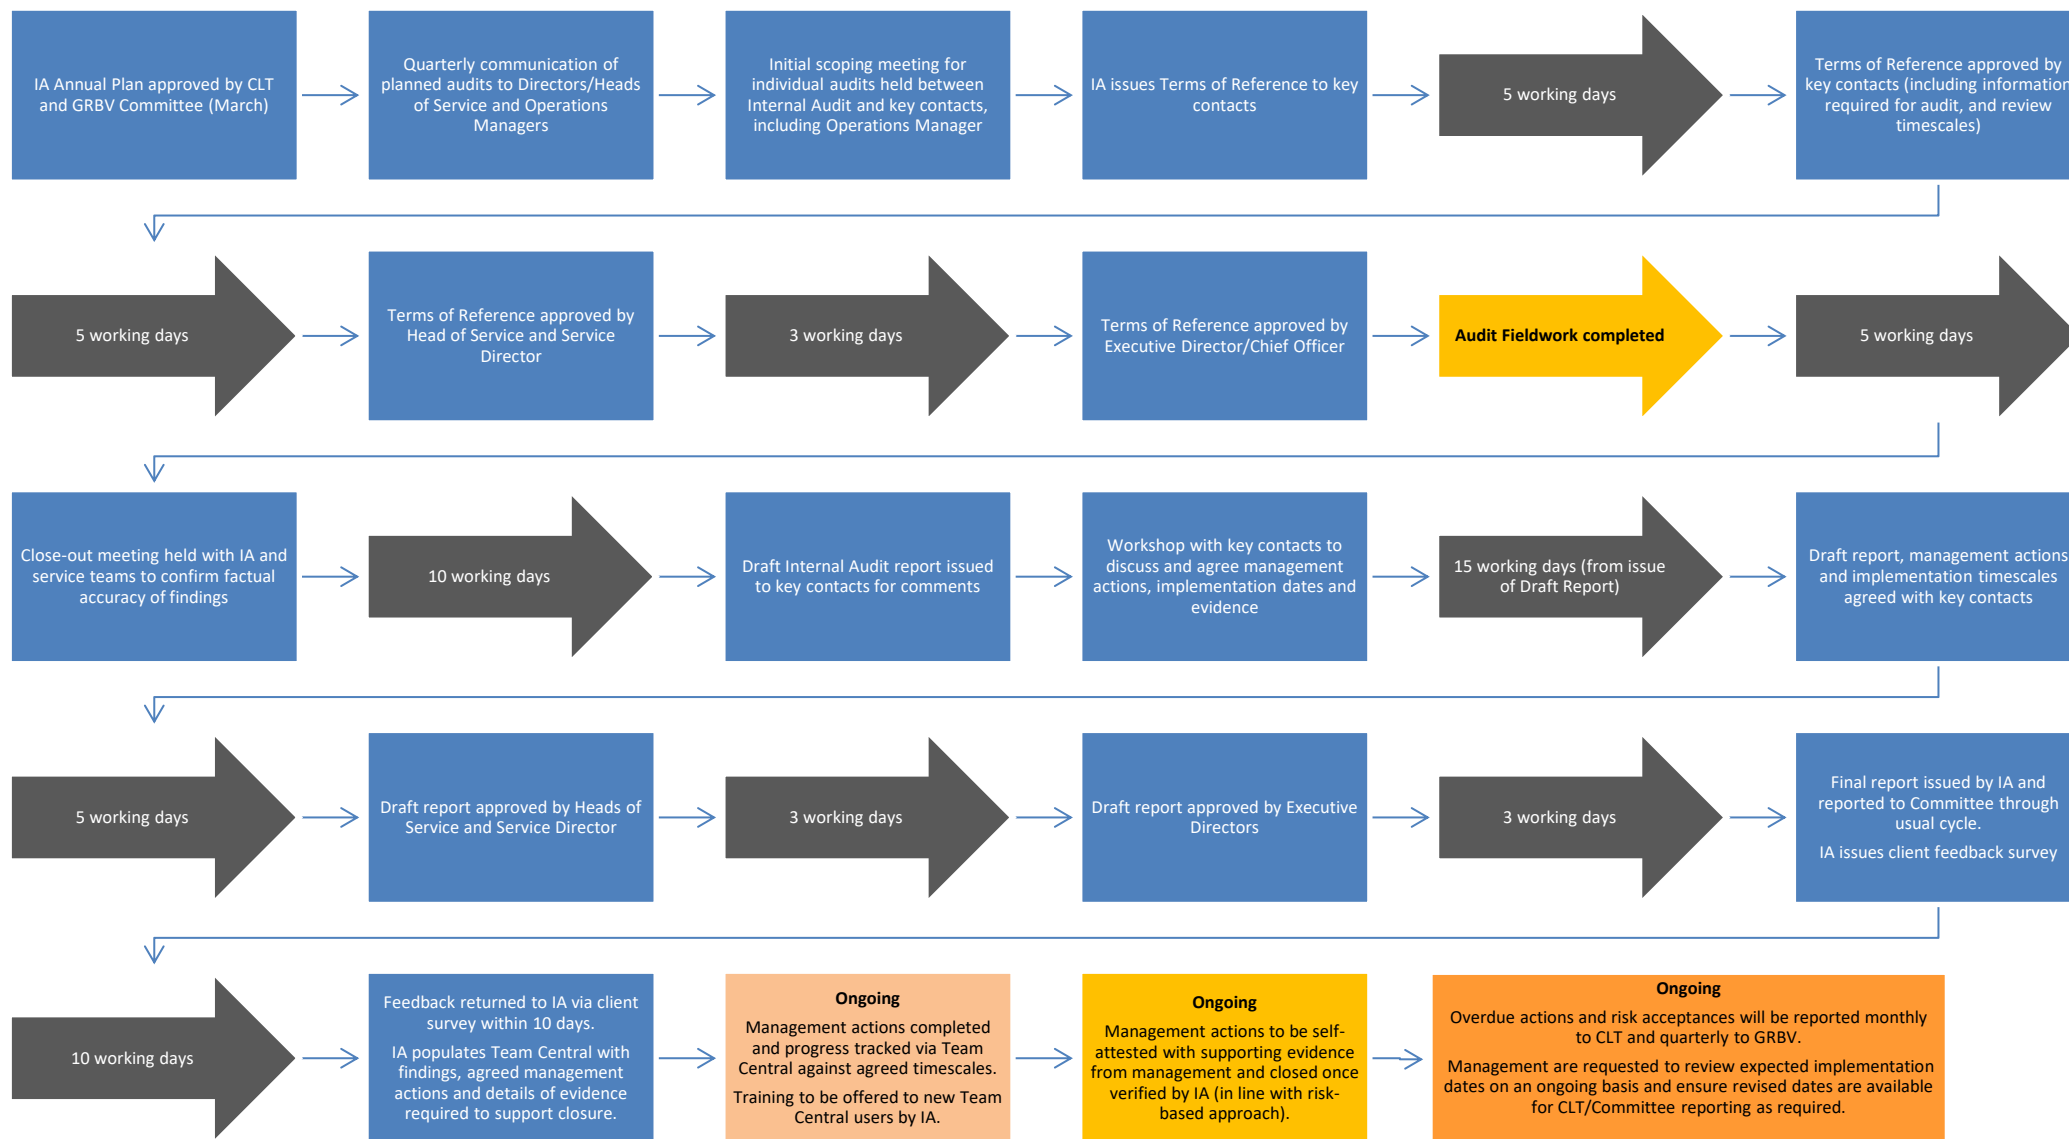 IA Annual Plan approved by CLT
and GRBV Committee (March)
Quarterly communication of
planned audits to Directors/Heads
of Service and Operations
Managers
Initial scoping meeting for
individual audits held between
Internal Audit and key contacts,
including Operations Manager
IA issues Terms of Reference to key
contacts
5 working days
Terms of Reference approved by
key contacts (including information
required for audit, and review
timescales)
5 working days
Terms of Reference approved by
Head of Service and Service
Director
3 working days
Terms of Reference approved by
Executive Director/Chief Officer
Audit Fieldwork completed
5 working days
Close-out meeting held with IA and
service teams to confirm factual
accuracy of findings
10 working days
Draft Internal Audit report issued
to key contacts for comments
Workshop with key contacts to
discuss and agree management
actions, implementation dates and
evidence
15 working days (from issue
of Draft Report)
Draft report, management actions
and implementation timescales
agreed with key contacts
5 working days
Draft report approved by Heads of
Service and Service Director
3 working days
Draft report approved by Executive
Directors
3 working days
Final report issued by IA and
reported to Committee through
usual cycle.
IA issues client feedback survey
10 working days
Feedback returned to IA via client
survey within 10 days.
IA populates Team Central with
findings, agreed management
actions and details of evidence
required to support closure.
Ongoing
Management actions completed
and progress tracked via Team
Central against agreed timescales.
Training to be offered to new Team
Central users by IA.
Ongoing
Management actions to be self-
attested with supporting evidence
from management and closed once
verified by IA (in line with risk-
based approach).
Ongoing
Overdue actions and risk acceptances will be reported monthly
to CLT and quarterly to GRBV.
Management are requested to review expected implementation
dates on an ongoing basis and ensure revised dates are available
for CLT/Committee reporting as required.